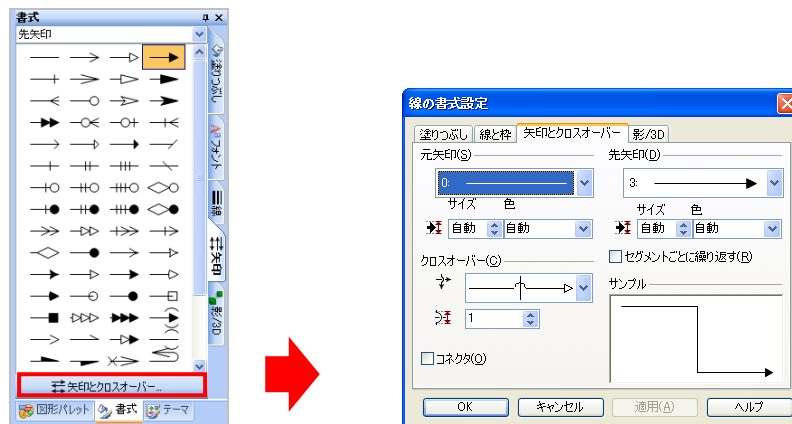 書式
先矢印
塗りつぶし
Aaフォント
線
矢印
影/3D
矢印とクロスオーバー...
図形パレット 書式 テーマ
線の書式設定
塗りつぶし 線と枠 矢印とクロスオーバー 影/3D
元矢印(S) 先矢印(D)
0: 3:
サイズ 色 サイズ 色
自動 自動 自動 自動
クロスオーバー(C) セグメントごとに繰り返す(R)
サンプル
1
コネクタ(O)
OK キャンセル 適用(A) ヘルプ